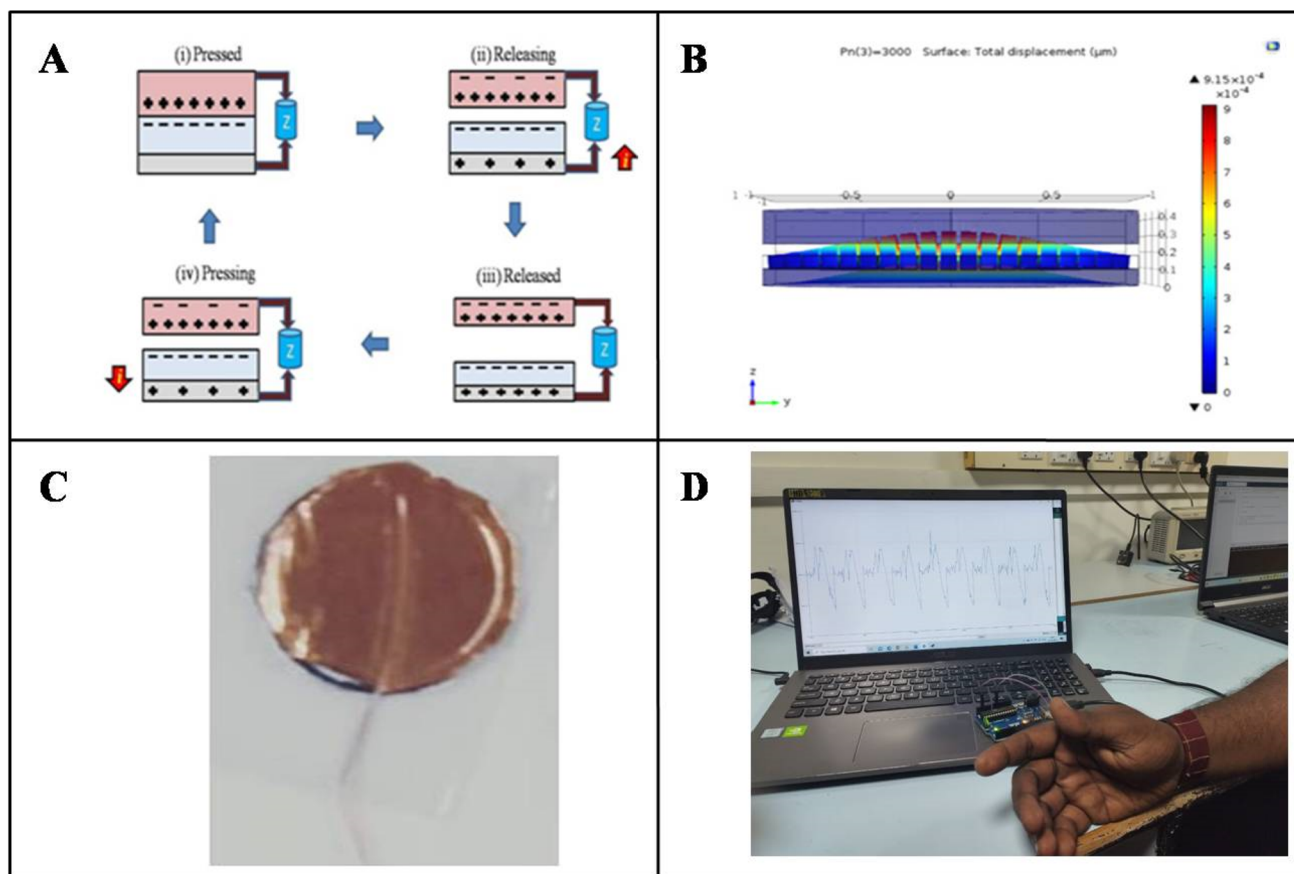 A
(i) Pressed
(ii) Releasing
Z
Z
i
(iv) Pressing
(iii) Released
Z
Z
i
B
Pn(3)=3000 Surface: Total displacement (µm)
▲ 9.15×10⁻⁴
×10⁻⁴
9
8
7
6
5
4
3
2
1
0
▼ 0
1
-1
-1
-0.5
0
0.5
1
0.4
0.3
0.2
0.1
0
z
y
C
D